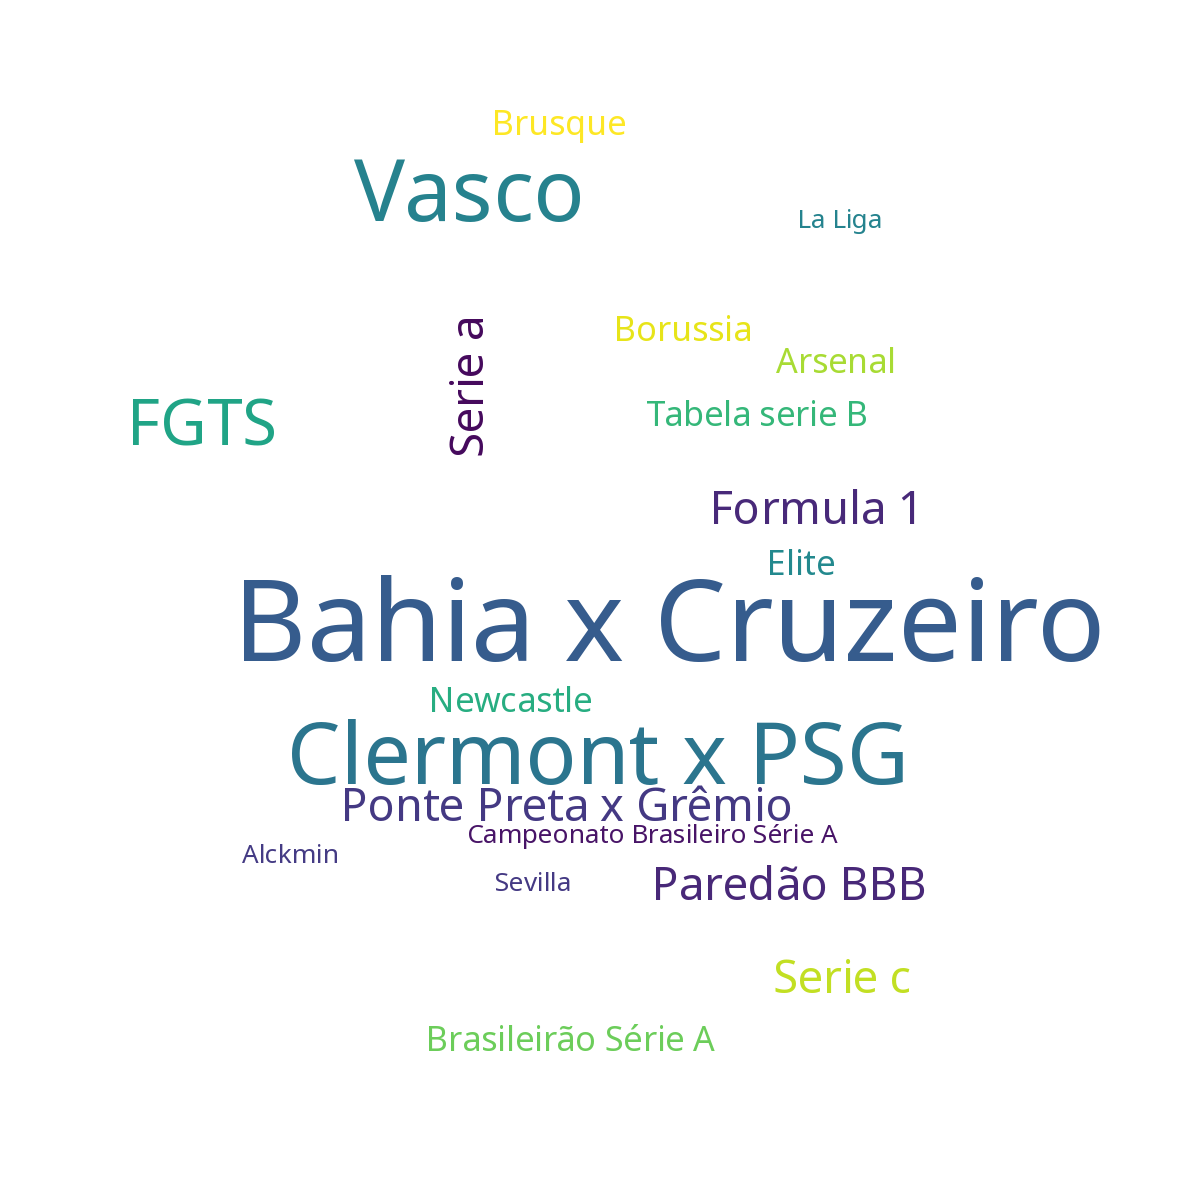 Brusque
Vasco
La Liga
Serie a
Borussia
Arsenal
FGTS
Tabela serie B
Formula 1
Elite
Bahia x Cruzeiro
Newcastle
Clermont x PSG
Ponte Preta x Grêmio
Campeonato Brasileiro Série A
Alckmin
Sevilla
Paredão BBB
Serie c
Brasileirão Série A